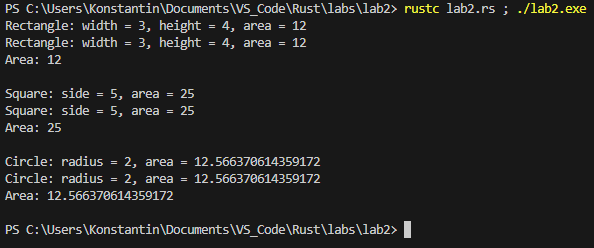 PS C:\Users\Konstantin\Documents\VS_Code\Rust\labs\lab2> rustc lab2.rs ; ./lab2.exe
Rectangle: width = 3, height = 4, area = 12
Rectangle: width = 3, height = 4, area = 12
Area: 12
Square: side = 5, area = 25
Square: side = 5, area = 25
Area: 25
Circle: radius = 2, area = 12.566370614359172
Circle: radius = 2, area = 12.566370614359172
Area: 12.566370614359172
PS C:\Users\Konstantin\Documents\VS_Code\Rust\labs\lab2>